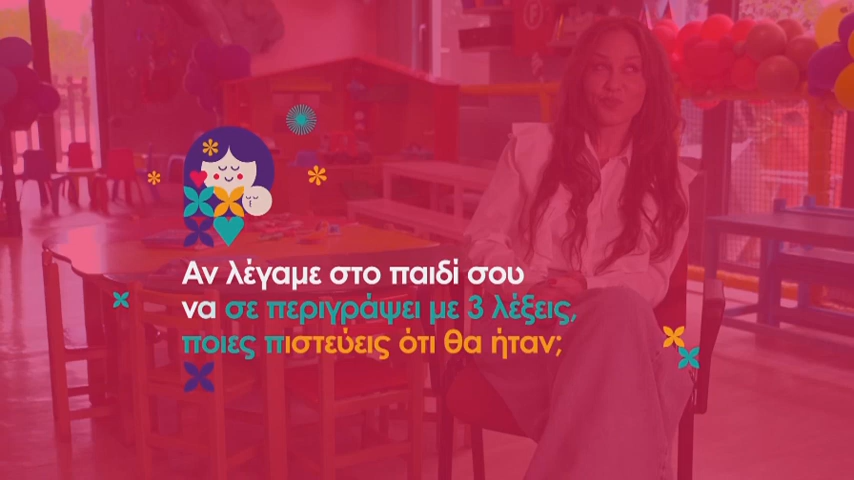 Αν λέγαμε στο παιδί σου
να σε περιγράψει με 3 λέξεις,
ποιες πιστεύεις ότι θα ήταν;